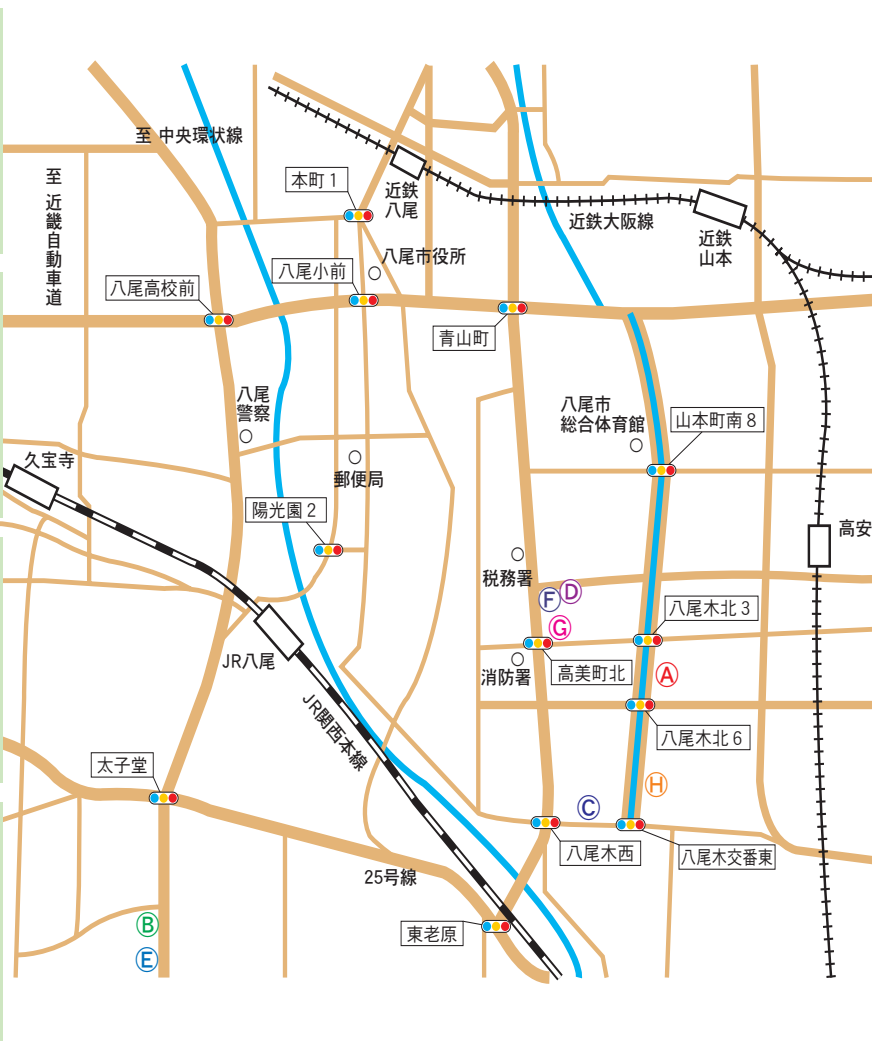 至 中央環状線
至 近畿自動車道
本町1
近鉄
八尾
近鉄大阪線
近鉄
山本
八尾市役所
八尾小前
八尾高校前
青山町
八尾
警察
八尾市
総合体育館
山本町南8
久宝寺
郵便局
陽光園2
高安
税務署
F
D
G
八尾木北3
JR八尾
消防署
高美町北
A
JR関西本線
八尾木北6
太子堂
H
C
八尾木西
八尾木交番東
25号線
B
東老原
E